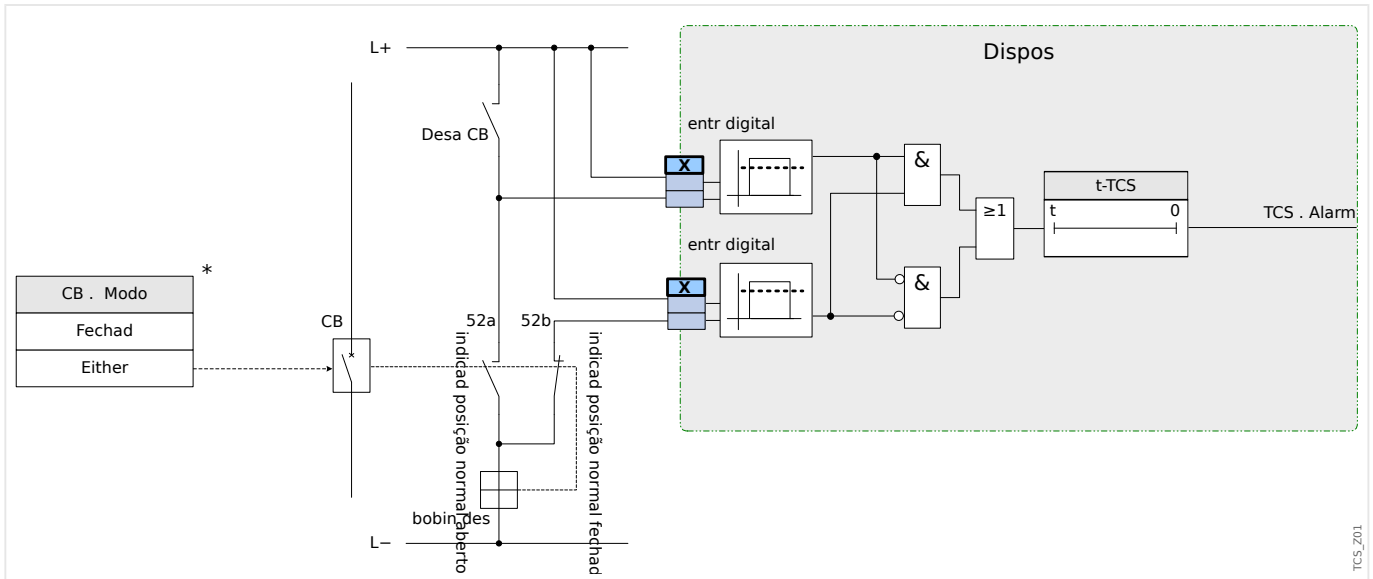 L+
Dispos
entr digital
Desa CB
X
&
t-TCS
≥1
t
0
TCS . Alarm
entr digital
*
CB .  Modo
X
&
Fechad
CB
52a
52b
Either
indicad posição normal aberto
indicad posição normal fechad
bobin des
L−
TCS_Z01